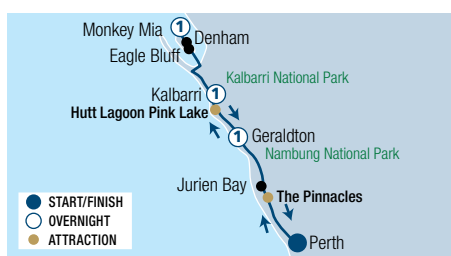 Monkey Mia
1
Denham
Eagle Bluff
Kalbarri National Park
Kalbarri
1
Hutt Lagoon Pink Lake
1
Geraldton
Nambung National Park
Jurien Bay
The Pinnacles
START/FINISH
OVERNIGHT
ATTRACTION
Perth